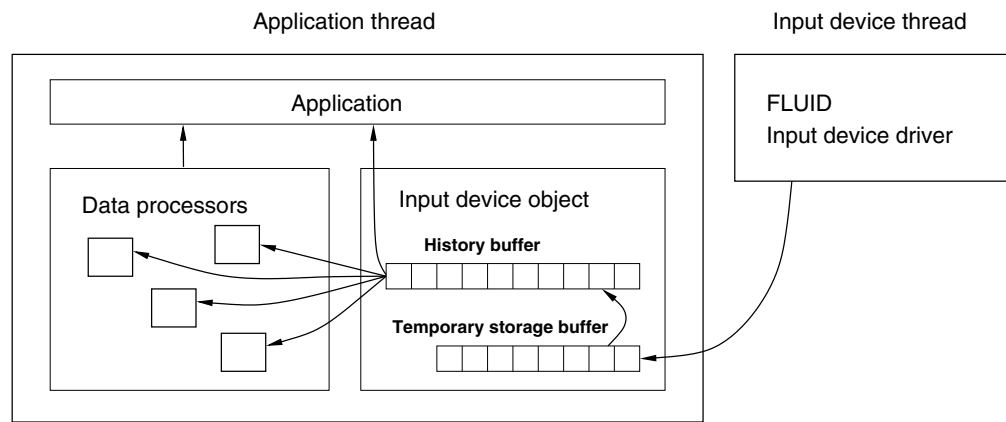 Application thread
Input device thread
Application
FLUID
Input device driver
Data processors
Input device object
History buffer
Temporary storage buffer